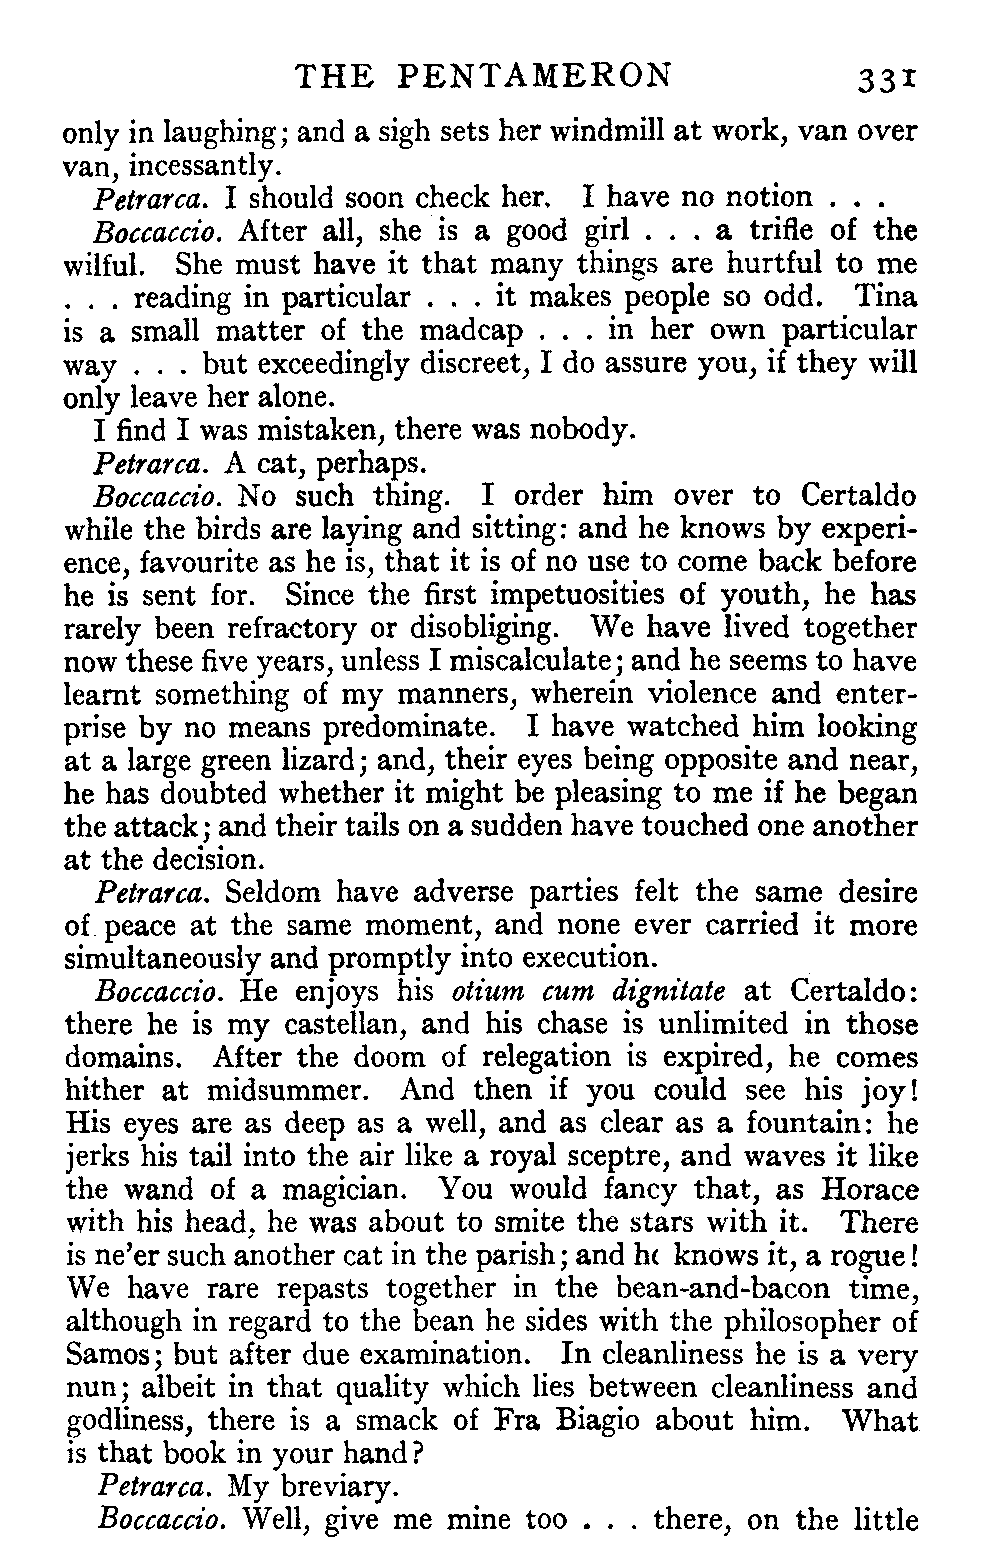 THE PENTAMERON 331
only in laughing; and a sigh sets her windmill at work, van over
van, incessantly.
Petrarca. I should soon check her. I have no notion . . .
Boccaccio. After all, she is a good girl . . . a trifle of the
wilful. She must have it that many things are hurtful to me
. . . reading in particular . . . it makes people so odd. Tina
is a small matter of the madcap . . . in her own particular
way . . . but exceedingly discreet, I do assure you, if they will
only leave her alone.
I find I was mistaken, there was nobody.
Petrarca. A cat, perhaps.
Boccaccio. No such thing. I order him over to Certaldo
while the birds are laying and sitting: and he knows by experi-
ence, favourite as he is, that it is of no use to come back before
he is sent for. Since the first impetuosities of youth, he has
rarely been refractory or disobliging. We have lived together
now these five years, unless I miscalculate; and he seems to have
learnt something of my manners, wherein violence and enter-
prise by no means predominate. I have watched him looking
at a large green lizard; and, their eyes being opposite and near,
he has doubted whether it might be pleasing to me if he began
the attack; and their tails on a sudden have touched one another
at the decision.
Petrarca. Seldom have adverse parties felt the same desire
of peace at the same moment, and none ever carried it more
simultaneously and promptly into execution.
Boccaccio. He enjoys his otium cum dignitate at Certaldo:
there he is my castellan, and his chase is unlimited in those
domains. After the doom of relegation is expired, he comes
hither at midsummer. And then if you could see his joy!
His eyes are as deep as a well, and as clear as a fountain: he
jerks his tail into the air like a royal sceptre, and waves it like
the wand of a magician. You would fancy that, as Horace
with his head, he was about to smite the stars with it. There
is ne'er such another cat in the parish; and he knows it, a rogue!
We have rare repasts together in the bean-and-bacon time,
although in regard to the bean he sides with the philosopher of
Samos; but after due examination. In cleanliness he is a very
nun; albeit in that quality which lies between cleanliness and
godliness, there is a smack of Fra Biagio about him. What
is that book in your hand?
Petrarca. My breviary.
Boccaccio. Well, give me mine too . . . there, on the little